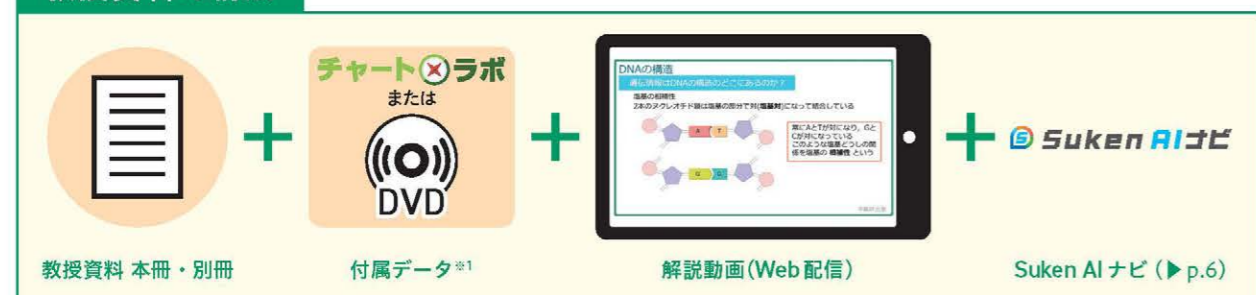 チャート×ラボ
または
DVD
DNAの構造
遺伝情報はDNAの構造のどこにあるのか？
塩基の相補性
2本のヌクレオチド鎖は塩基の部分で対(塩基対)になって結合している
A T
G C
常にAとTが対になり，Gと
Cが対になっている
このような塩基どうしの関
係を塩基の 相補性 という
Suken AIナビ
教授資料 本冊・別冊
付属データ※1
解説動画(Web配信)
Suken AI ナビ (▶p.6)